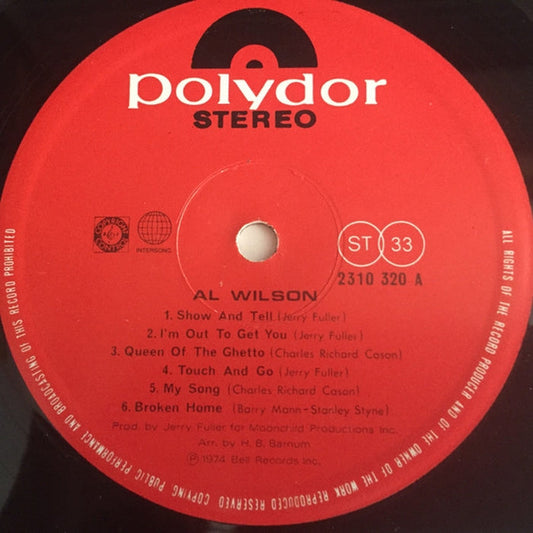 polydor
STEREO
COPYRIGHT CONTROL
INTERSONG
ST 33
2310 320 A
AL WILSON
1. Show And Tell (Jerry Fuller)
2. I'm Out To Get You (Jerry Fuller)
3. Queen Of The Ghetto (Charles Richard Cason)
4. Touch And Go (Jerry Fuller)
5. My Song (Charles Richard Cason)
6. Broken Home (Barry Mann-Stanley Styne)
Prod. by Jerry Fuller for Moonchild Productions Inc.
Arr. by H. B. Barnum
Ⓟ 1974 Bell Records Inc.
ALL RIGHTS OF THE RECORD PRODUCER AND OF THE OWNER OF THE WORK REPRODUCED RESERVED COPYING PUBLIC PERFORMANCE AND BROADCASTING OF THIS RECORD PROHIBITED